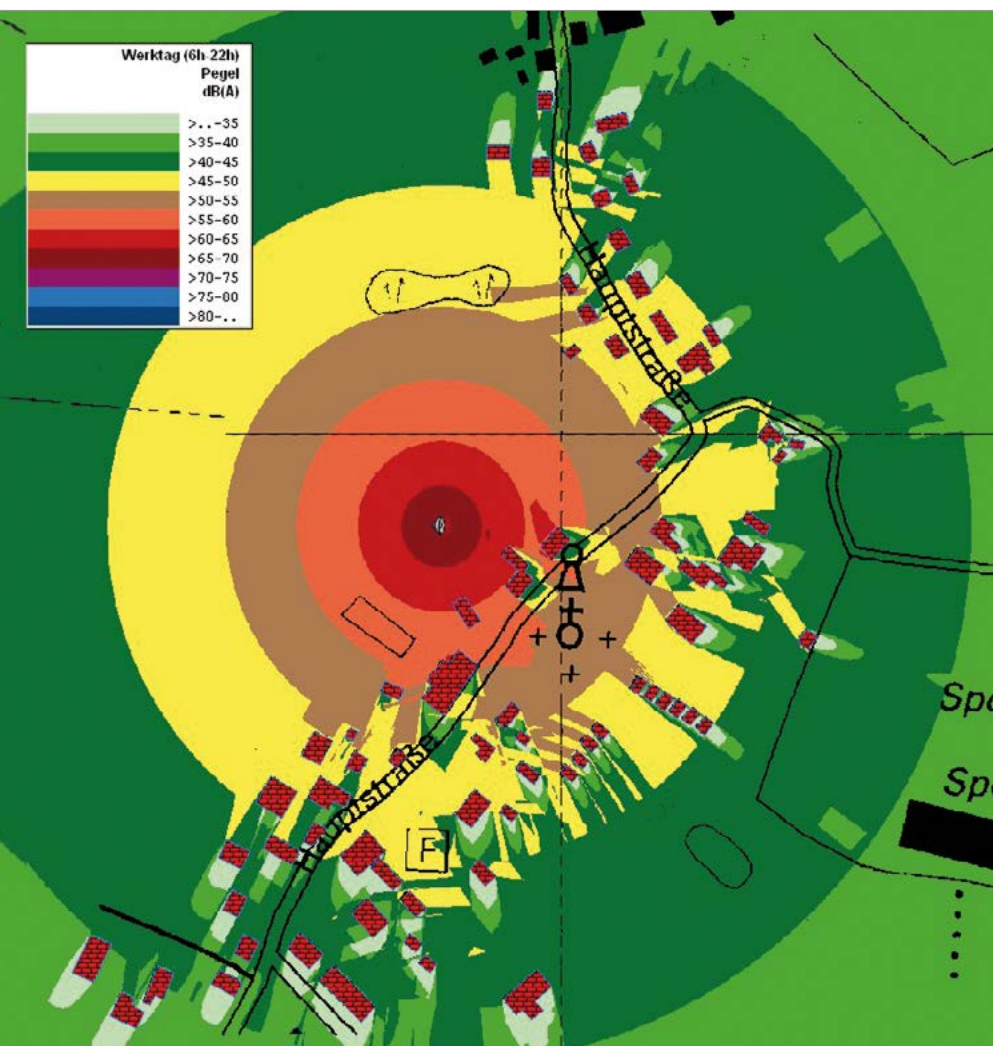 Werktag (6h-22h)
Pegel
dB(A)
>..-35
>35-40
>40-45
>45-50
>50-55
>55-60
>60-65
>65-70
>70-75
>75-80
>80-..
Hauptstraße
Spo
Spo
Hauptstraße
F